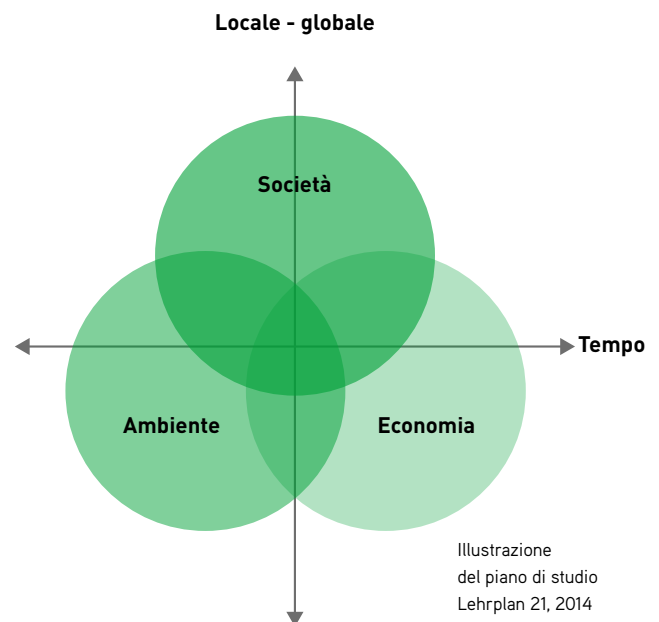 Locale - globale
Società
Tempo
Ambiente
Economia
Illustrazione
del piano di studio
Lehrplan 21, 2014